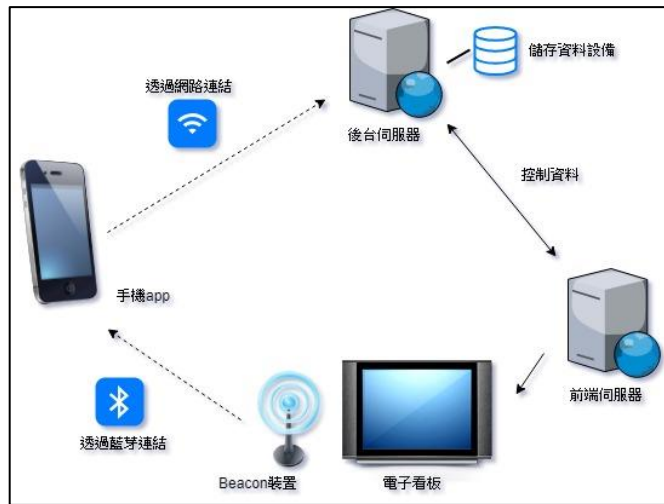 儲存資料設備
透過網路連結
後台伺服器
控制資料
手機app
前端伺服器
透過藍芽連結
Beacon裝置
電子看板